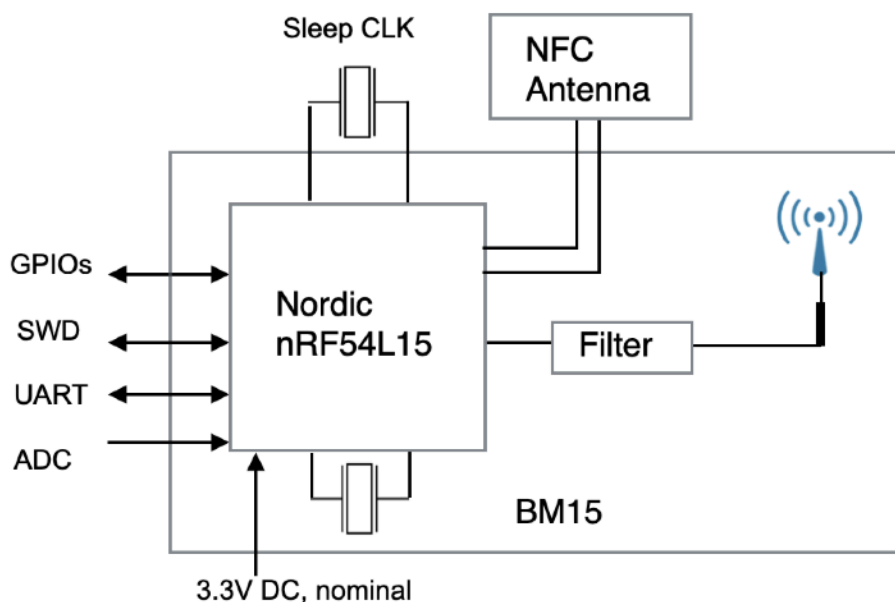 Sleep CLK
NFC
Antenna
GPIOs
SWD
UART
ADC
Nordic
nRF54L15
Filter
BM15
3.3V DC, nominal